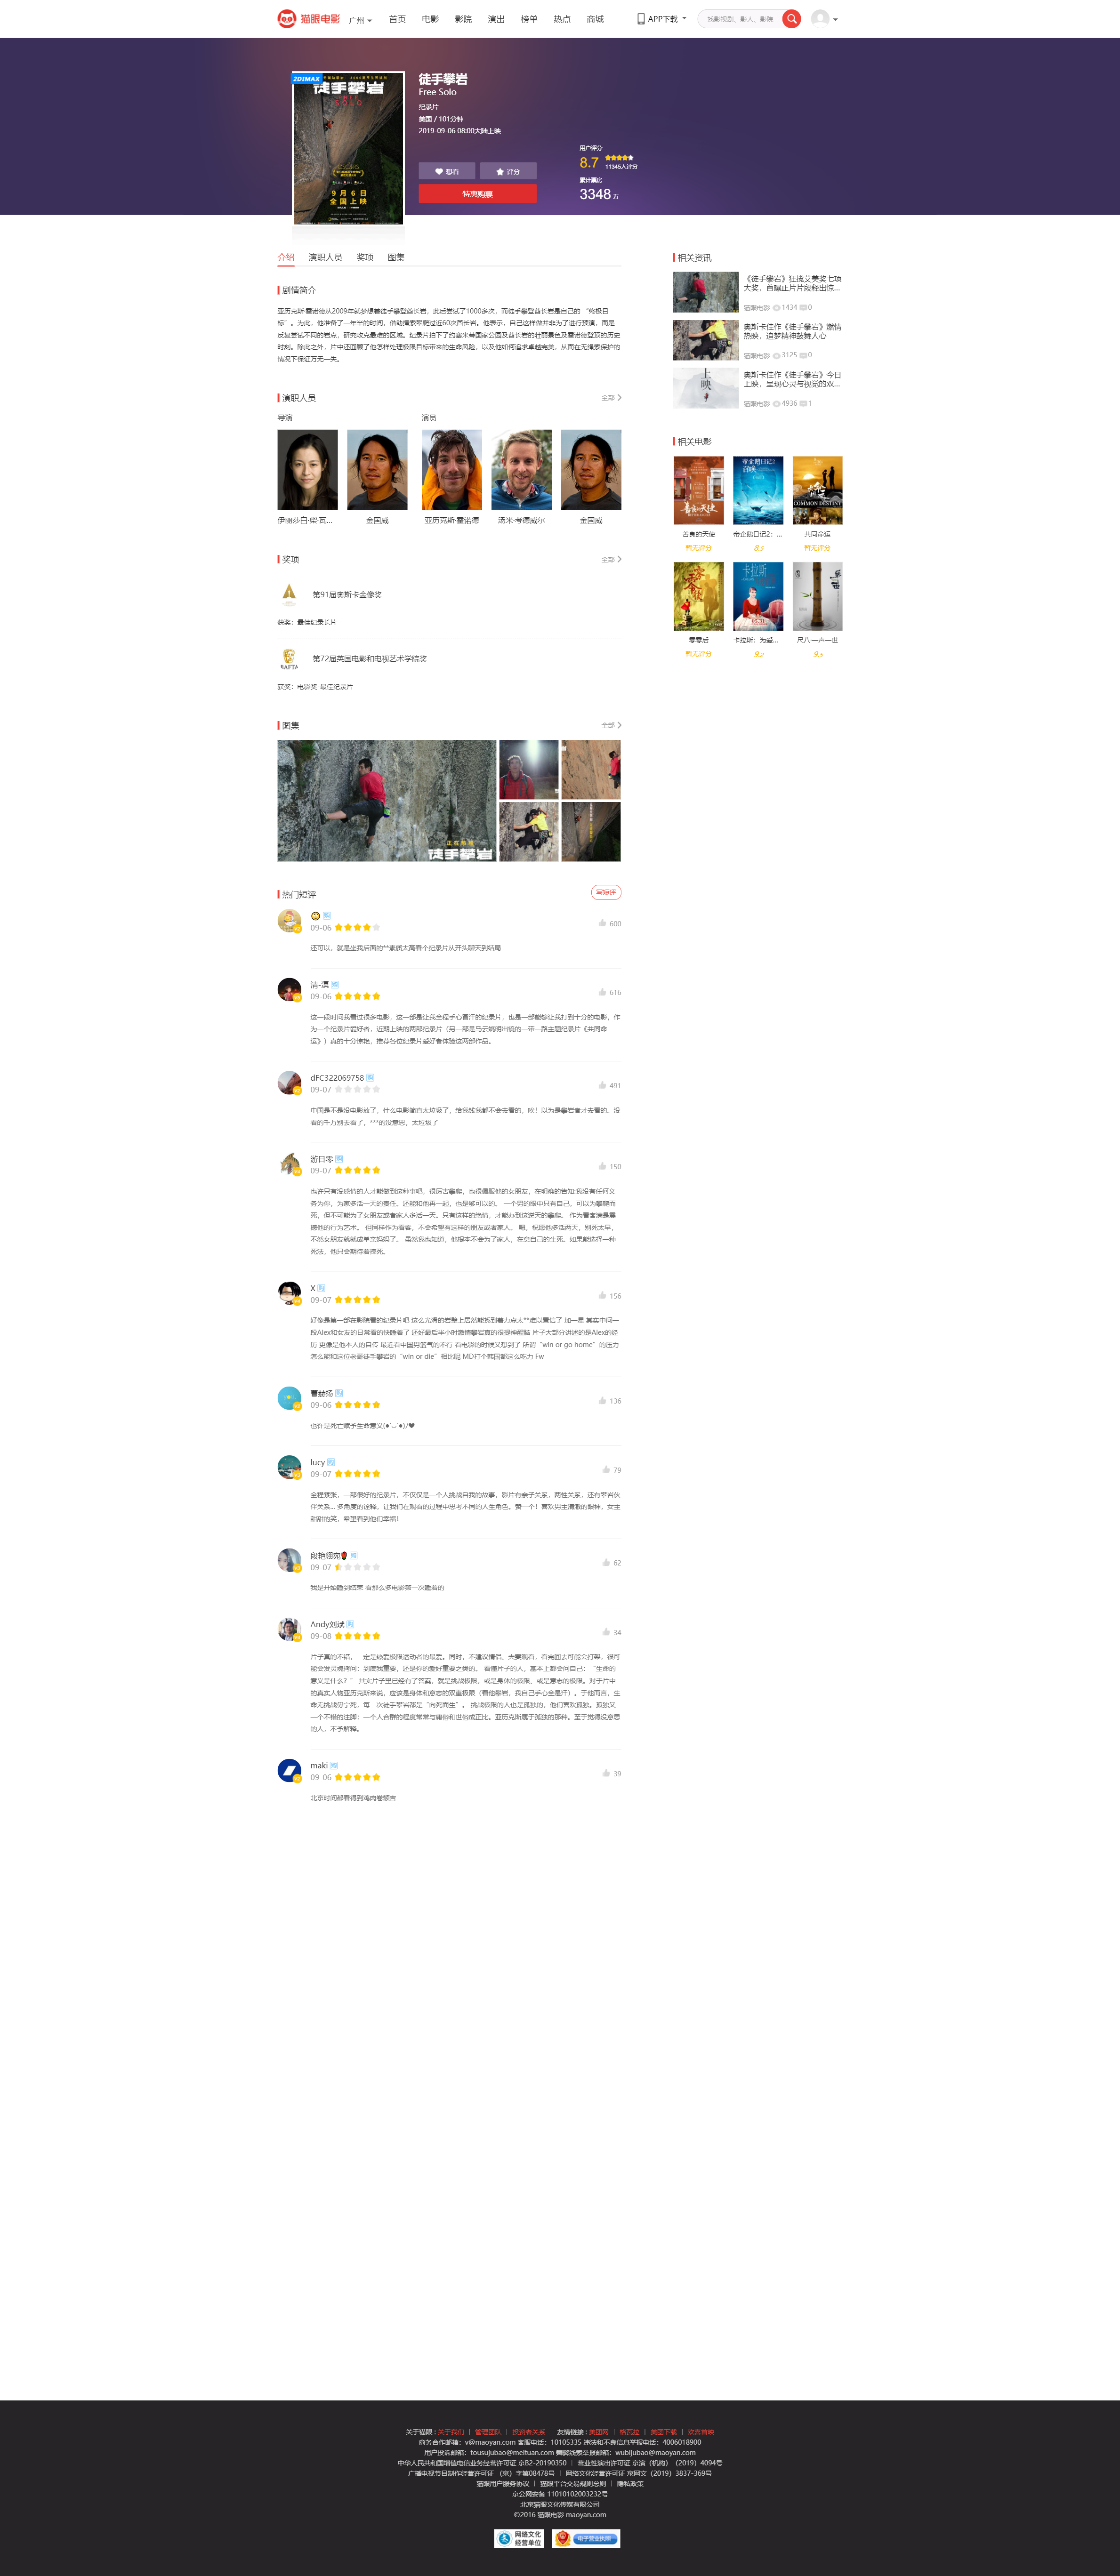 猫眼电影 广州 首页 电影 影院 演出 榜单 热点 商城 APP下载 找影视剧、影人、影院
2DIMAX
徒手攀岩
SOLO
9月6日
全国上映
徒手攀岩
Free Solo
纪录片
美国 / 101分钟
2019-09-06 08:00大陆上映
想看 评分
特惠购票
用户评分
8.7
11345人评分
累计票房
3348 万
介绍 演职人员 奖项 图集
剧情简介
亚历克斯·霍诺德从2009年就梦想着徒手攀登酋长岩，此后尝试了1000多次，而徒手攀登酋长岩是自己的“终极目
标”。为此，他准备了一年半的时间，借助绳索攀爬过近60次酋长岩。他表示，自己这样做并非为了进行预演，而是
反复尝试不同的岩点，研究攻克最难的区域。纪录片拍下了约塞米蒂国家公园及酋长岩的壮丽景色及霍诺德登顶的历史
时刻。除此之外，片中还回顾了他怎样处理极限目标带来的生命风险，以及他如何追求卓越完美，从而在无绳索保护的
情况下保证万无一失。
演职人员 全部
导演 演员
伊丽莎白·柴·瓦... 金国威 亚历克斯·霍诺德 汤米·考德威尔 金国威
奖项 全部
第91届奥斯卡金像奖
获奖：最佳纪录长片
BAFTA
第72届英国电影和电视艺术学院奖
获奖：电影奖-最佳纪录片
图集 全部
徒手攀岩
热门短评 写短评
购
09-06 600
还可以，就是坐我后面的**素质太高看个纪录片从开头聊天到结局
清-溟 购
09-06 616
这一段时间我看过很多电影，这一部是让我全程手心冒汗的纪录片，也是一部能够让我打到十分的电影，作
为一个纪录片爱好者，近期上映的两部纪录片（另一部是马云姚明出镜的一带一路主题纪录片《共同命
运》）真的十分惊艳，推荐各位纪录片爱好者体验这两部作品。
dFC322069758 购
09-07 491
中国是不是没电影放了，什么电影简直太垃圾了，给我钱我都不会去看的，唉！以为是攀岩者才去看的。没
看的千万别去看了，***的没意思，太垃圾了
游目零 购
09-07 150
也许只有没感情的人才能做到这种事吧，很厉害攀爬，也很佩服他的女朋友，在明确的告知:我没有任何义
务为你，为家多活一天的责任。还能和他再一起，也是够可以的。 一个男的眼中只有自己，可以为攀爬而
死，但不可能为了女朋友或者家人多活一天。只有这样的绝情，才能办到这逆天的攀爬。 作为看客满是震
撼他的行为艺术。 但同样作为看客，不会希望有这样的朋友或者家人。 嗯，祝愿他多活两天，别死太早，
不然女朋友就就成单亲妈妈了。 虽然我也知道，他根本不会为了家人，在意自己的生死。如果能选择一种
死法，他只会期待着摔死。
X 购
09-07 156
好像是第一部在影院看的纪录片吧 这么光滑的岩壁上居然能找到着力点太**难以置信了 加一星 其实中间一
段Alex和女友的日常看的快睡着了 还好最后半小时激情攀岩真的很提神醒脑 片子大部分讲述的是Alex的经
历 更像是他本人的自传 最近看中国男篮气的不行 看电影的时候又想到了 所谓“win or go home”的压力
怎么能和这位老哥徒手攀岩的“win or die”相比呢 MD打个韩国都这么吃力 Fw
曹赫扬 购
09-06 136
也许是死亡赋予生命意义(●'◡'●)ﾉ❤
lucy 购
09-07 79
全程紧张，一部很好的纪录片，不仅仅是一个人挑战自我的故事，影片有亲子关系，两性关系，还有攀岩伙
伴关系... 多角度的诠释，让我们在观看的过程中思考不同的人生角色。赞一个！喜欢男主清澈的眼神，女主
甜甜的笑，希望看到他们幸福！
段艳翎宛 购
09-07 62
我是开始睡到结束 看那么多电影第一次睡着的
Andy刘斌 购
09-08 34
片子真的不错，一定是热爱极限运动者的最爱。同时，不建议情侣，夫妻观看，看完回去可能会打架，很可
能会发灵魂拷问：到底我重要，还是你的爱好重要之类的。 看懂片子的人，基本上都会问自己：“生命的
意义是什么？” 其实片子里已经有了答案，就是挑战极限，或是身体的极限，或是意志的极限。对于片中
的真实人物亚历克斯来说，应该是身体和意志的双重极限（看他攀岩，我自己手心全是汗）。于他而言，生
命无挑战毋宁死，每一次徒手攀岩都是“向死而生”。 挑战极限的人也是孤独的，他们喜欢孤独。孤独又
一个不错的注脚：一个人合群的程度常常与庸俗和世俗成正比。亚历克斯属于孤独的那种。至于觉得没意思
的人，不予解释。
maki 购
09-06 39
北京时间都看得到鸡肉卷额吉
相关资讯
《徒手攀岩》狂揽艾美奖七项
大奖，首曝正片片段释出惊...
猫眼电影 1434 0
奥斯卡佳作《徒手攀岩》燃情
热映，追梦精神鼓舞人心
猫眼电影 3125 0
上映
奥斯卡佳作《徒手攀岩》今日
上映，呈现心灵与视觉的双...
猫眼电影 4936 1
相关电影
善良的天使 帝企鹅日记2：... 共同命运
暂无评分 8.3 暂无评分
零零后 卡拉斯：为爱... 尺八·一声一世
暂无评分 9.2 9.3
关于猫眼 : 关于我们 | 管理团队 | 投资者关系 友情链接 : 美团网 | 格瓦拉 | 美团下载 | 欢喜首映
商务合作邮箱：v@maoyan.com 客服电话：10105335 违法和不良信息举报电话：4006018900
用户投诉邮箱：tousujubao@meituan.com 舞弊线索举报邮箱：wubijubao@maoyan.com
中华人民共和国增值电信业务经营许可证 京B2-20190350 | 营业性演出许可证 京演（机构）（2019）4094号
广播电视节目制作经营许可证 （京）字第08478号 | 网络文化经营许可证 京网文（2019）3837-369号
猫眼用户服务协议 | 猫眼平台交易规则总则 | 隐私政策
京公网安备 11010102003232号
北京猫眼文化传媒有限公司
©2016 猫眼电影 maoyan.com
网络文化
经营单位
电子营业执照